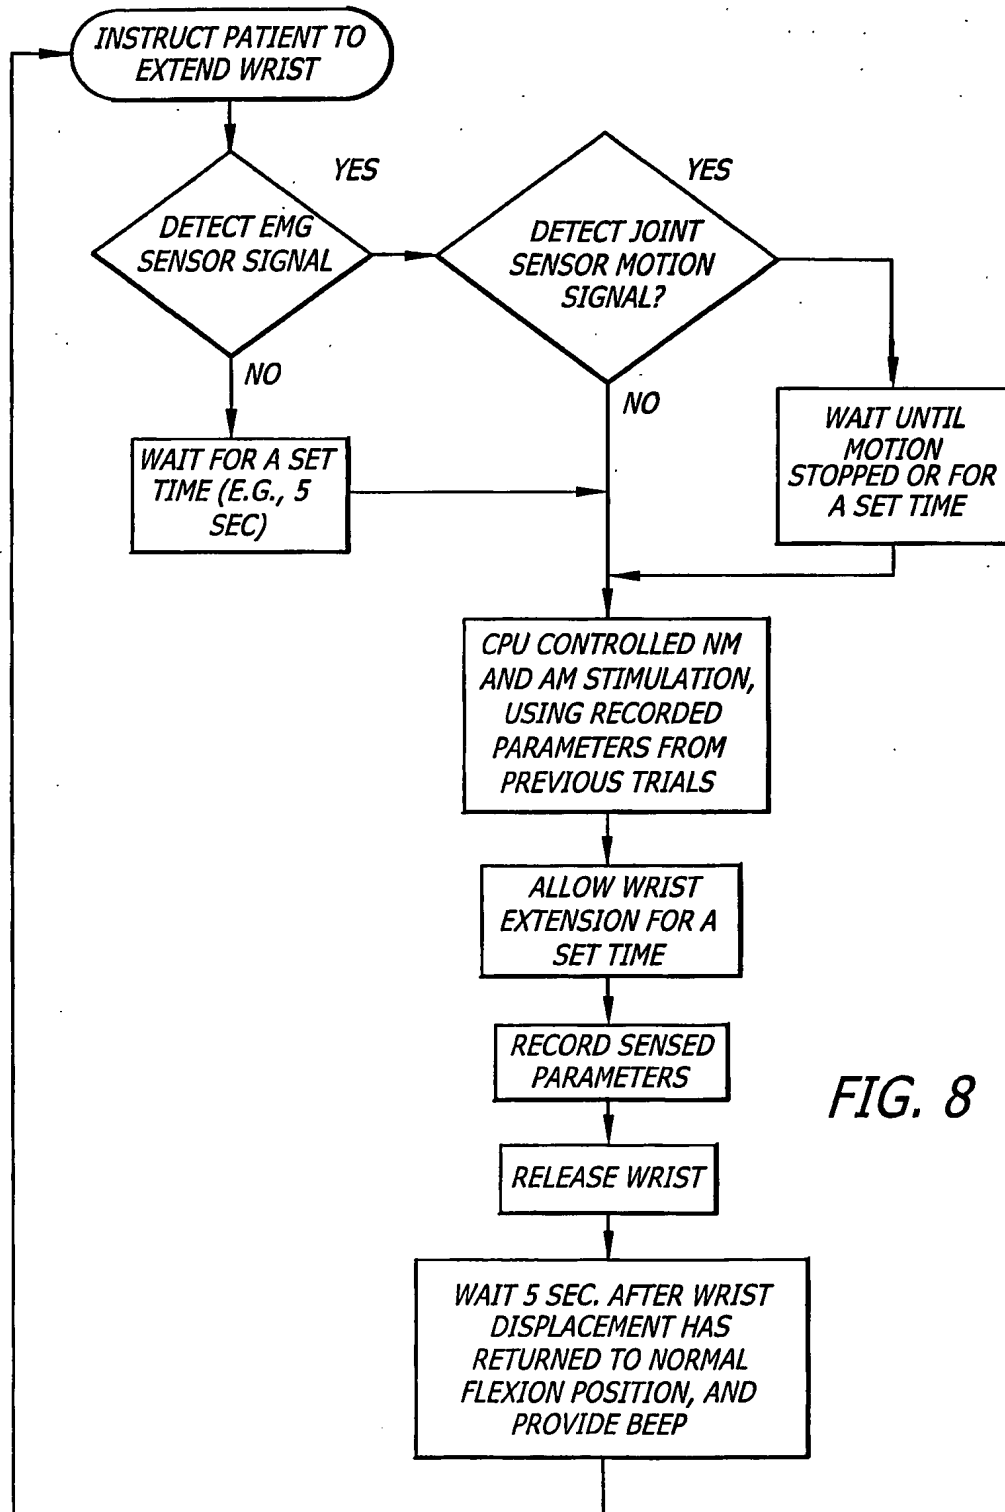 INSTRUCT PATIENT TO
EXTEND WRIST
YES
DETECT EMG
SENSOR SIGNAL
NO
YES
DETECT JOINT
SENSOR MOTION
SIGNAL?
NO
WAIT FOR A SET
TIME (E.G., 5
SEC)
WAIT UNTIL
MOTION
STOPPED OR FOR
A SET TIME
CPU CONTROLLED NM
AND AM STIMULATION,
USING RECORDED
PARAMETERS FROM
PREVIOUS TRIALS
ALLOW WRIST
EXTENSION FOR A
SET TIME
RECORD SENSED
PARAMETERS
RELEASE WRIST
WAIT 5 SEC. AFTER WRIST
DISPLACEMENT HAS
RETURNED TO NORMAL
FLEXION POSITION, AND
PROVIDE BEEP
FIG. 8